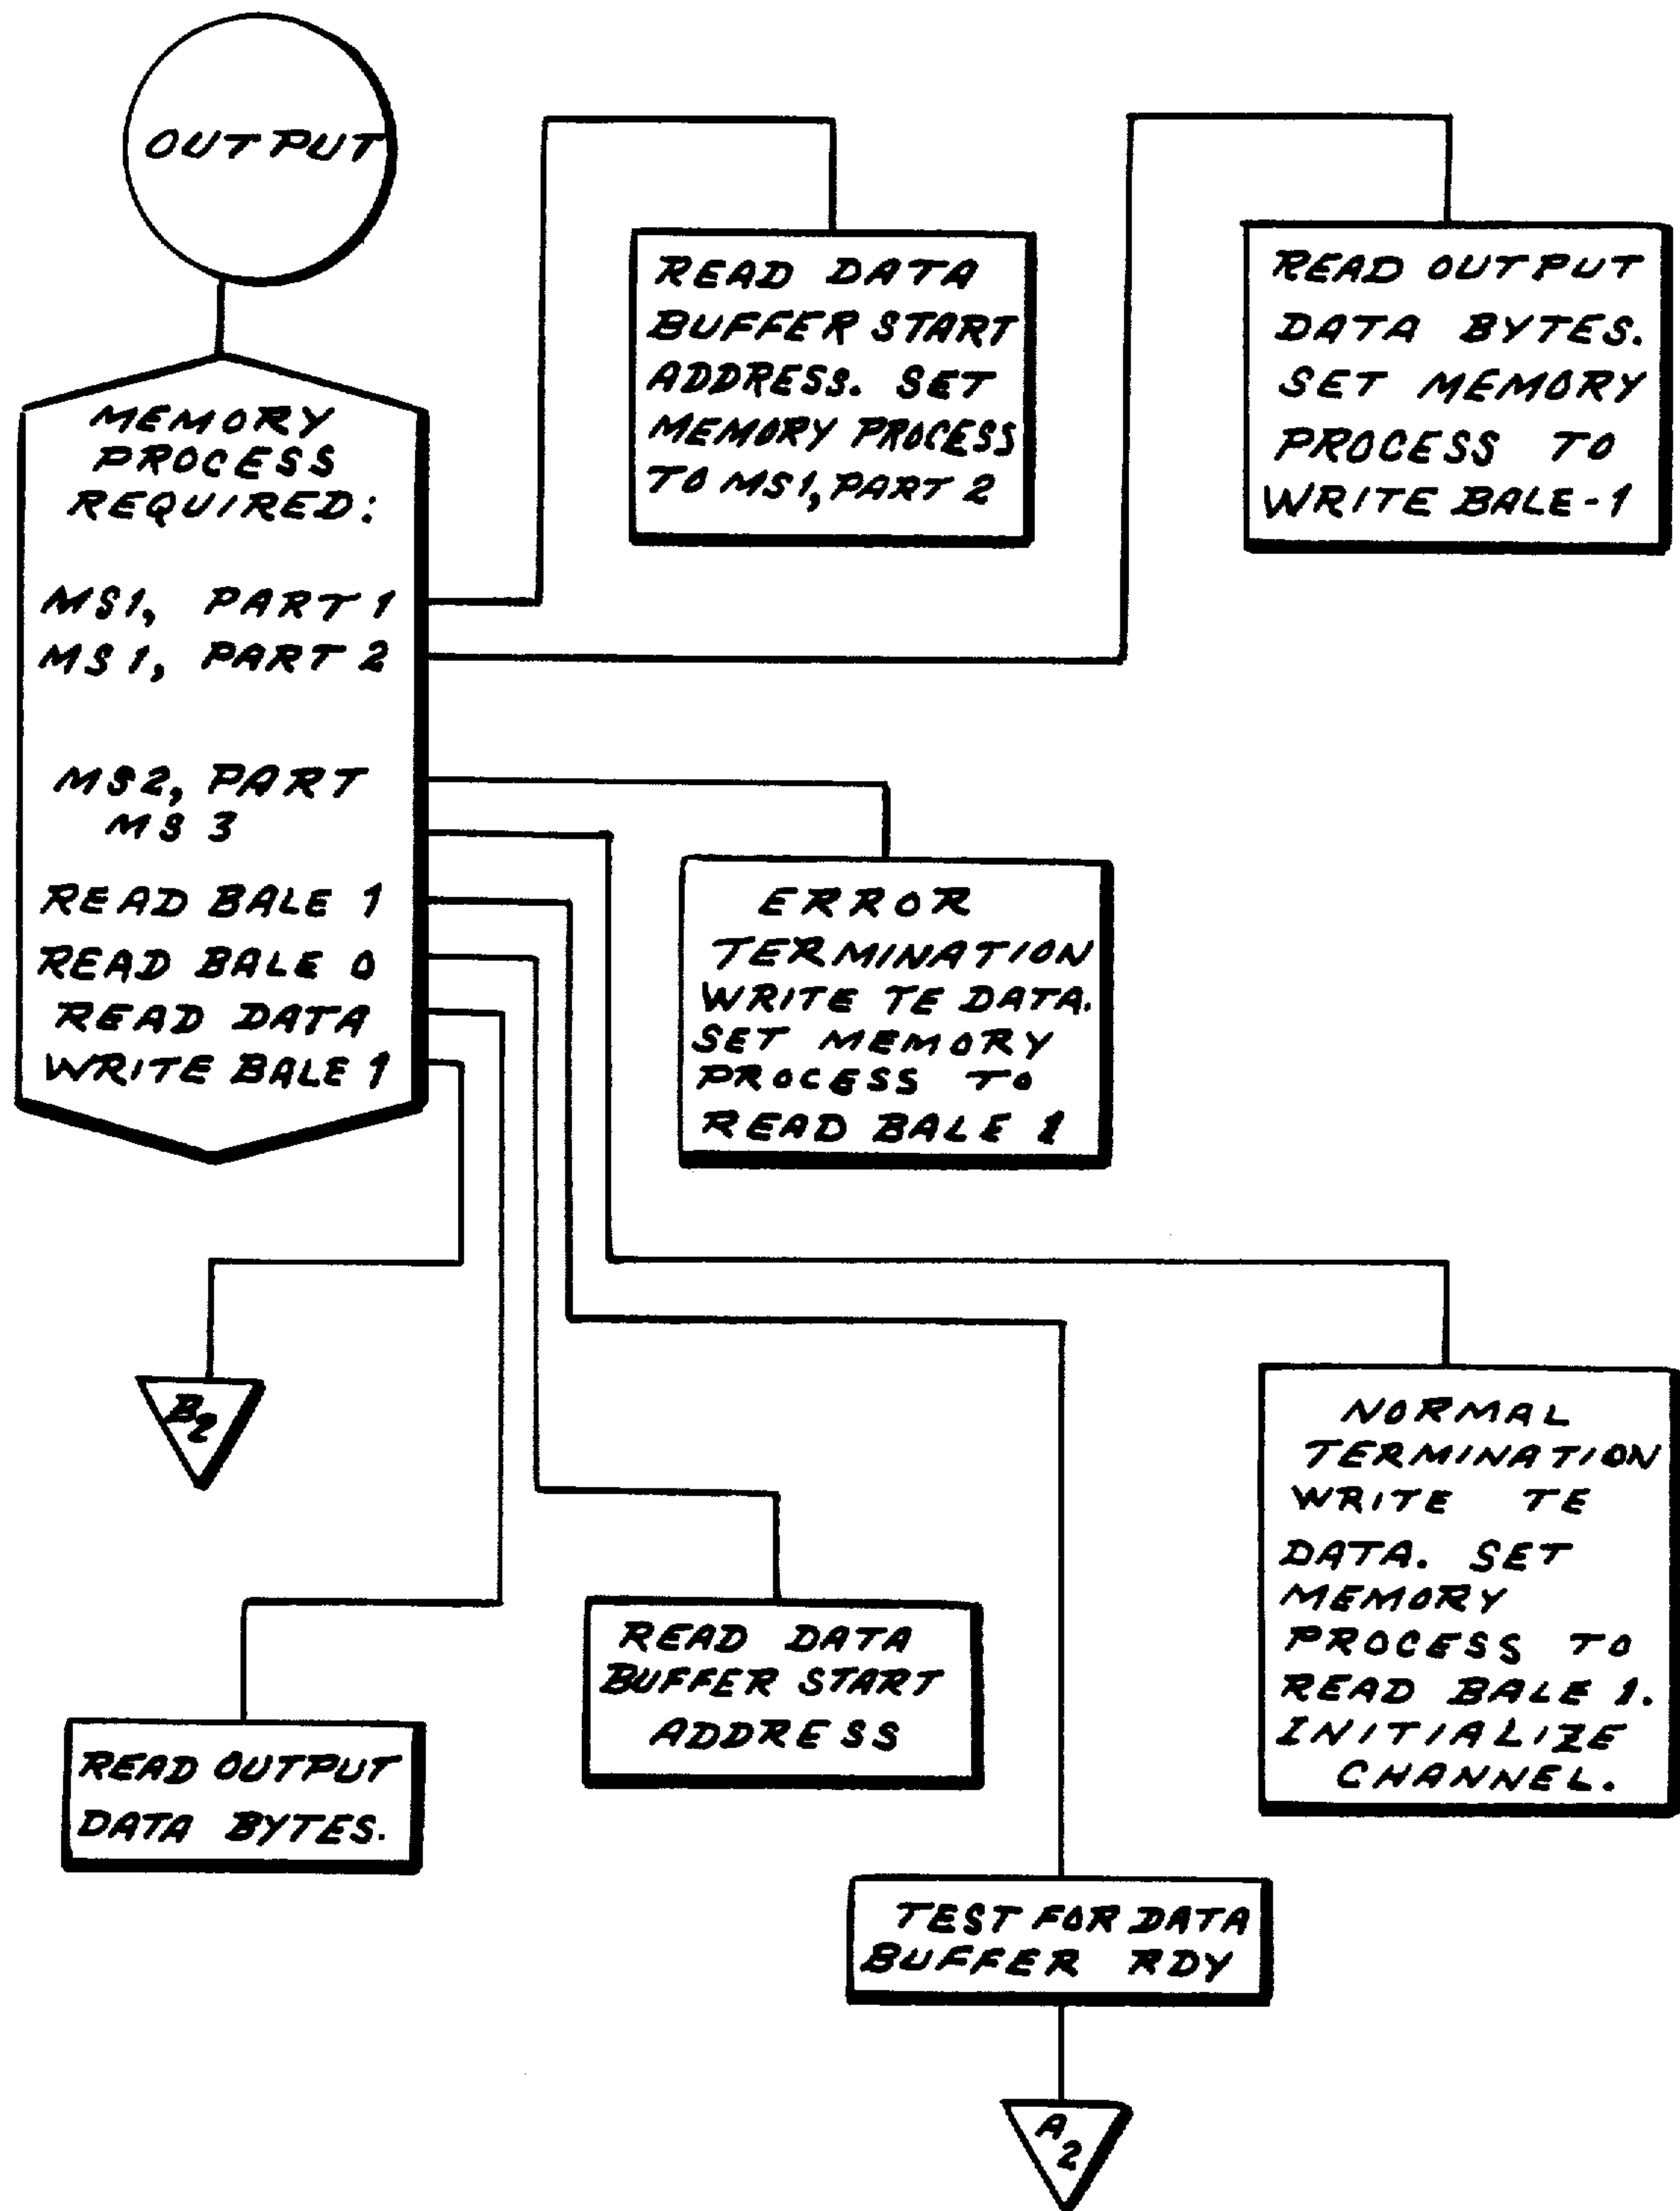 OUTPUT
MEMORY
PROCESS
REQUIRED:
MS1, PART 1
MS1, PART 2
MS2, PART
MS 3
READ BALE 1
READ BALE 0
READ DATA
WRITE BALE 1
READ DATA
BUFFER START
ADDRESS. SET
MEMORY PROCESS
TO MS1, PART 2
READ OUTPUT
DATA BYTES.
SET MEMORY
PROCESS TO
WRITE BALE-1
ERROR
TERMINATION
WRITE TE DATA.
SET MEMORY
PROCESS TO
READ BALE 1
B2
NORMAL
TERMINATION
WRITE TE
DATA. SET
MEMORY
PROCESS TO
READ BALE 1.
INITIALIZE
CHANNEL.
READ DATA
BUFFER START
ADDRESS
READ OUTPUT
DATA BYTES.
TEST FOR DATA
BUFFER RDY
A2